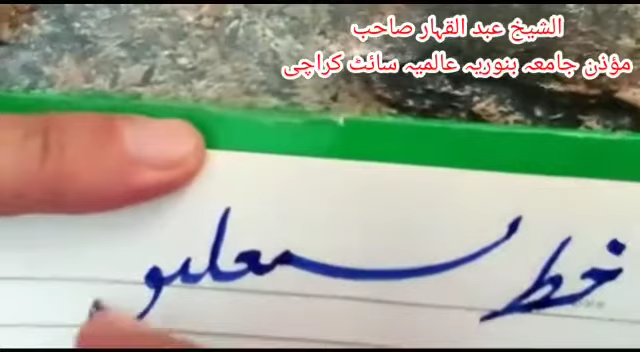 الشیخ عبد القہار صاحب
مؤذن جامعہ بنوریہ عالمیہ سائٹ کراچی
خط